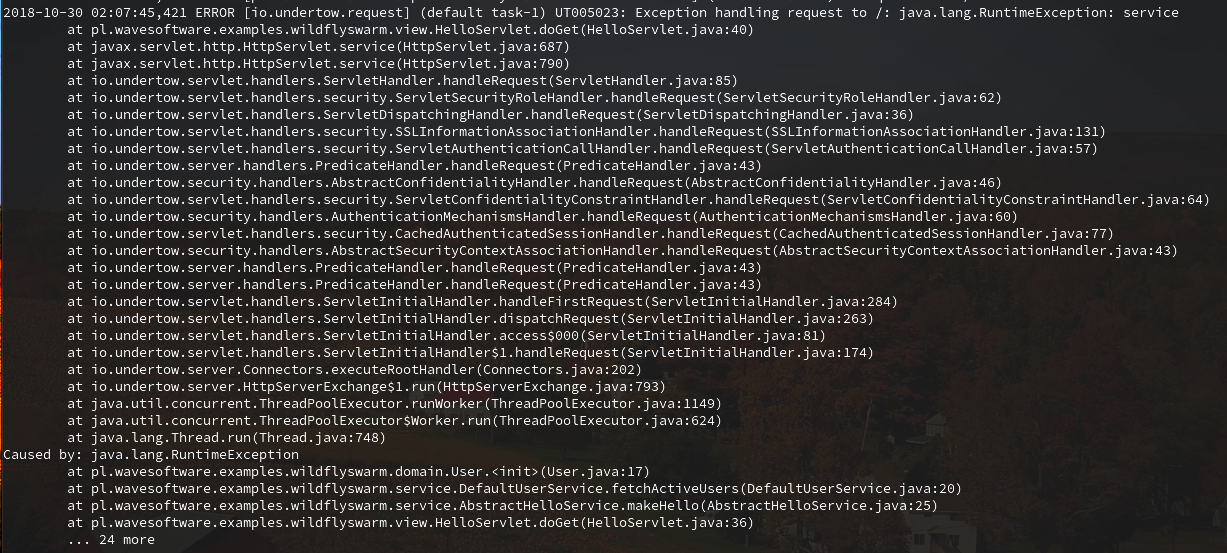 2018-10-30 02:07:45,421 ERROR [io.undertow.request] (default task-1) UT005023: Exception handling request to /: java.lang.RuntimeException: service
at pl.wavesoftware.examples.wildflyswarm.view.HelloServlet.doGet(HelloServlet.java:40)
at javax.servlet.http.HttpServlet.service(HttpServlet.java:687)
at javax.servlet.http.HttpServlet.service(HttpServlet.java:790)
at io.undertow.servlet.handlers.ServletHandler.handleRequest(ServletHandler.java:85)
at io.undertow.servlet.handlers.security.ServletSecurityRoleHandler.handleRequest(ServletSecurityRoleHandler.java:62)
at io.undertow.servlet.handlers.ServletDispatchingHandler.handleRequest(ServletDispatchingHandler.java:36)
at io.undertow.servlet.handlers.security.SSLInformationAssociationHandler.handleRequest(SSLInformationAssociationHandler.java:131)
at io.undertow.servlet.handlers.security.ServletAuthenticationCallHandler.handleRequest(ServletAuthenticationCallHandler.java:57)
at io.undertow.server.handlers.PredicateHandler.handleRequest(PredicateHandler.java:43)
at io.undertow.security.handlers.AbstractConfidentialityHandler.handleRequest(AbstractConfidentialityHandler.java:46)
at io.undertow.servlet.handlers.security.ServletConfidentialityConstraintHandler.handleRequest(ServletConfidentialityConstraintHandler.java:64)
at io.undertow.security.handlers.AuthenticationMechanismsHandler.handleRequest(AuthenticationMechanismsHandler.java:60)
at io.undertow.servlet.handlers.security.CachedAuthenticatedSessionHandler.handleRequest(CachedAuthenticatedSessionHandler.java:77)
at io.undertow.security.handlers.AbstractSecurityContextAssociationHandler.handleRequest(AbstractSecurityContextAssociationHandler.java:43)
at io.undertow.server.handlers.PredicateHandler.handleRequest(PredicateHandler.java:43)
at io.undertow.server.handlers.PredicateHandler.handleRequest(PredicateHandler.java:43)
at io.undertow.servlet.handlers.ServletInitialHandler.handleFirstRequest(ServletInitialHandler.java:284)
at io.undertow.servlet.handlers.ServletInitialHandler.dispatchRequest(ServletInitialHandler.java:263)
at io.undertow.servlet.handlers.ServletInitialHandler.access$000(ServletInitialHandler.java:81)
at io.undertow.servlet.handlers.ServletInitialHandler$1.handleRequest(ServletInitialHandler.java:174)
at io.undertow.server.Connectors.executeRootHandler(Connectors.java:202)
at io.undertow.server.HttpServerExchange$1.run(HttpServerExchange.java:793)
at java.util.concurrent.ThreadPoolExecutor.runWorker(ThreadPoolExecutor.java:1149)
at java.util.concurrent.ThreadPoolExecutor$Worker.run(ThreadPoolExecutor.java:624)
at java.lang.Thread.run(Thread.java:748)
Caused by: java.lang.RuntimeException
at pl.wavesoftware.examples.wildflyswarm.domain.User.<init>(User.java:17)
at pl.wavesoftware.examples.wildflyswarm.service.DefaultUserService.fetchActiveUsers(DefaultUserService.java:20)
at pl.wavesoftware.examples.wildflyswarm.service.AbstractHelloService.makeHello(AbstractHelloService.java:25)
at pl.wavesoftware.examples.wildflyswarm.view.HelloServlet.doGet(HelloServlet.java:36)
... 24 more